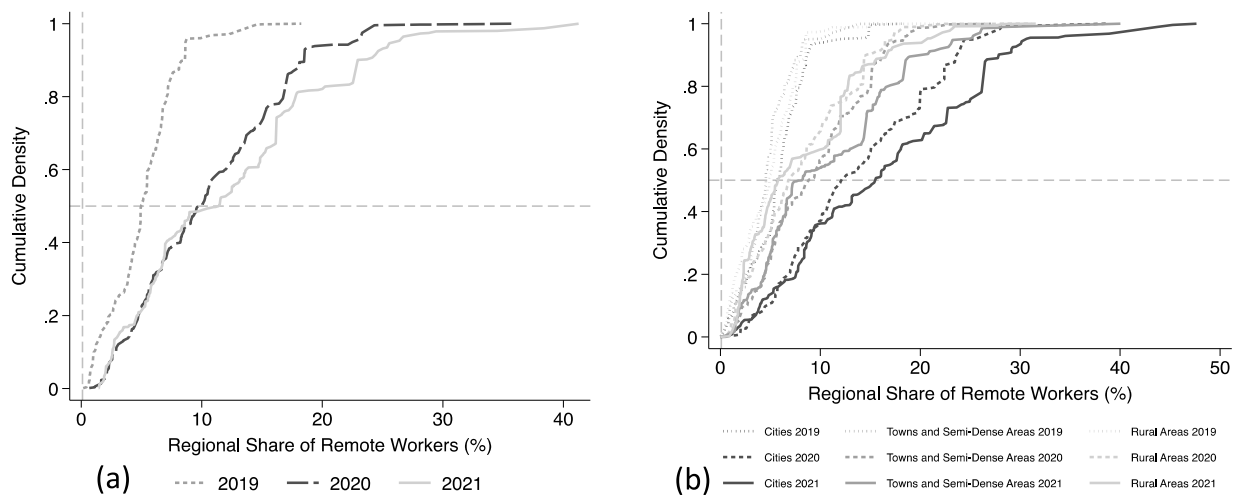 1
.8
.6
.4
.2
0
Cumulative Density
0 10 20 30 40
Regional Share of Remote Workers (%)
(a)
2019 2020 2021
1
.8
.6
.4
.2
0
Cumulative Density
0 10 20 30 40 50
Regional Share of Remote Workers (%)
(b)
Cities 2019 Towns and Semi-Dense Areas 2019 Rural Areas 2019
Cities 2020 Towns and Semi-Dense Areas 2020 Rural Areas 2020
Cities 2021 Towns and Semi-Dense Areas 2021 Rural Areas 2021